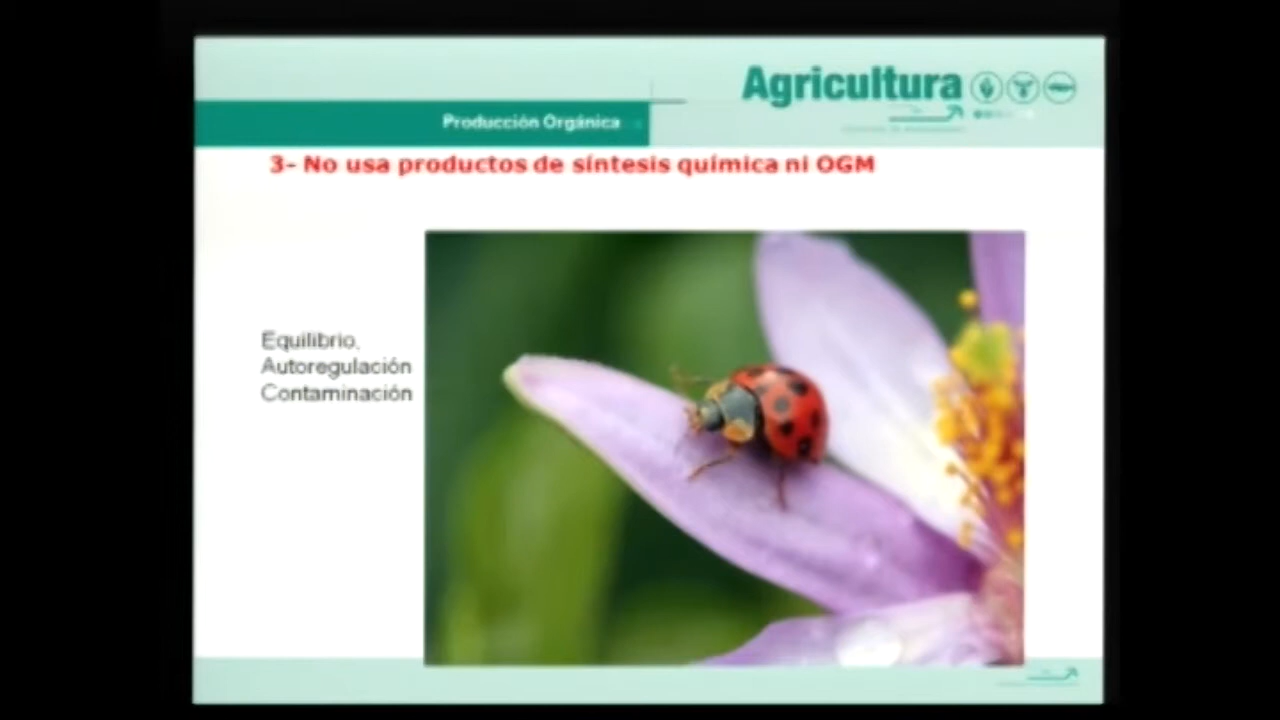 Agricultura
Producción Orgánica
3- No usa productos de síntesis química ni OGM
Equilibrio,
Autoregulación
Contaminación